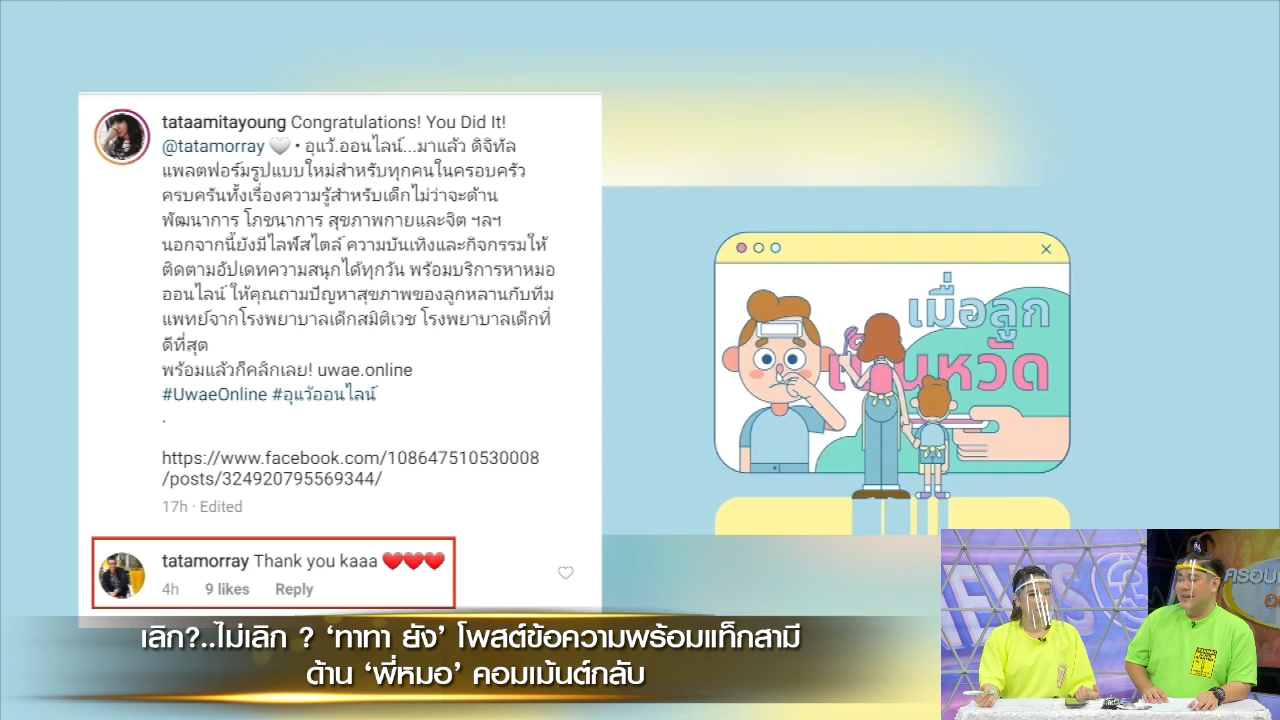 tataamitayoung Congratulations! You Did It!
@tatamorray 🤍 • อุแว้.ออนไลน์...มาแล้ว ดิจิทัล
แพลตฟอร์มรูปแบบใหม่สำหรับทุกคนในครอบครัว
ครบครันทั้งเรื่องความรู้สำหรับเด็กไม่ว่าจะด้าน
พัฒนาการ โภชนาการ สุขภาพกายและจิต ฯลฯ
นอกจากนี้ยังมีไลฟ์สไตล์ ความบันเทิงและกิจกรรมให้
ติดตามอัปเดทความสนุกได้ทุกวัน พร้อมบริการหาหมอ
ออนไลน์ ให้คุณถามปัญหาสุขภาพของลูกหลานกับทีม
แพทย์จากโรงพยาบาลเด็กสมิติเวช โรงพยาบาลเด็กที่
ดีที่สุด
พร้อมแล้วก็คลิกเลย! uwae.online
#UwaeOnline #อุแว้ออนไลน์
.
https://www.facebook.com/108647510530008
/posts/324920795569344/
17h · Edited
tatamorray Thank you kaaa ❤️❤️❤️
4h 9 likes Reply
เมื่อลูก
เป็นหวัด
เลิก?..ไม่เลิก ? ‘ทาทา ยัง’ โพสต์ข้อความพร้อมแท็กสามี
ด้าน ‘พี่หมอ’ คอมเม้นต์กลับ
NEWS